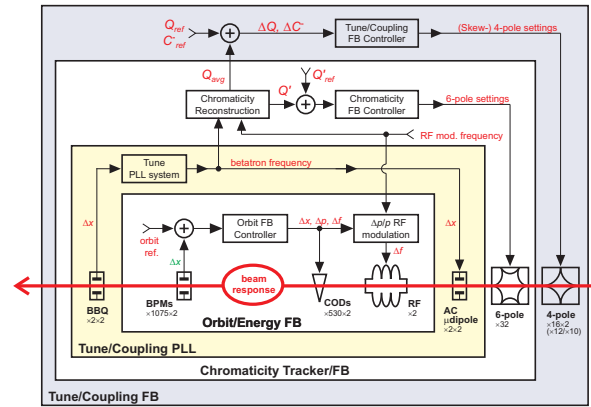 Q ref
C⁻ ref
ΔQ, ΔC⁻
Tune/Coupling
FB Controller
(Skew-) 4-pole settings
Q avg
Q' ref
Chromaticity
Reconstruction
Q'
Chromaticity
FB Controller
6-pole settings
RF mod. frequency
Tune
PLL system
betatron frequency
Δx
orbit
ref.
Δx
Orbit FB
Controller
Δx, Δp, Δf
Δp/p RF
modulation
Δf
Δx
beam
response
BBQ
×2×2
BPMs
×1075×2
CODs
×530×2
RF
×2
AC
μdipole
×2×2
6-pole
×32
4-pole
×16×2
(×12/×10)
Orbit/Energy FB
Tune/Coupling PLL
Chromaticity Tracker/FB
Tune/Coupling FB